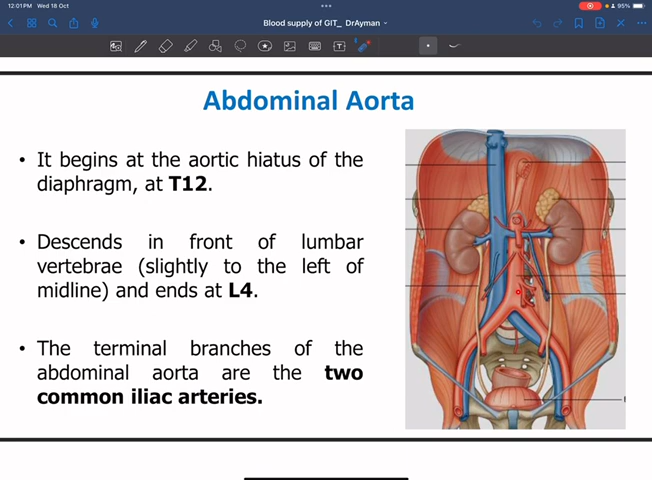 12:01PM Wed 18 Oct
95%
Blood supply of GIT_ DrAyman
Abdominal Aorta
• It begins at the aortic hiatus of the
diaphragm, at T12.
• Descends in front of lumbar
vertebrae (slightly to the left of
midline) and ends at L4.
• The terminal branches of the
abdominal aorta are the two
common iliac arteries.